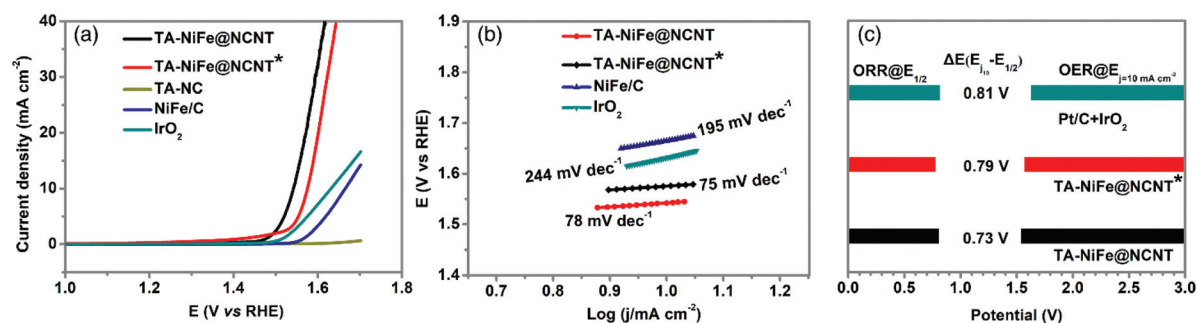 (a)
TA-NiFe@NCNT
TA-NiFe@NCNT*
TA-NC
NiFe/C
IrO₂
Current density (mA cm⁻²)
40
30
20
10
0
1.0
1.2
1.4
1.6
1.8
E (V vs RHE)
(b)
TA-NiFe@NCNT
TA-NiFe@NCNT*
NiFe/C
IrO₂
195 mV dec⁻¹
244 mV dec⁻¹
75 mV dec⁻¹
78 mV dec⁻¹
E (V vs RHE)
1.9
1.8
1.7
1.6
1.5
1.4
0.7
0.8
0.9
1.0
1.1
1.2
Log (j/mA cm⁻²)
(c)
ΔE(Ej₁₀-E1/2)
ORR@E1/2
OER@Ej=10 mA cm⁻²
0.81 V
Pt/C+IrO₂
0.79 V
TA-NiFe@NCNT*
0.73 V
TA-NiFe@NCNT
0.0
0.5
1.0
1.5
2.0
2.5
3.0
Potential (V)